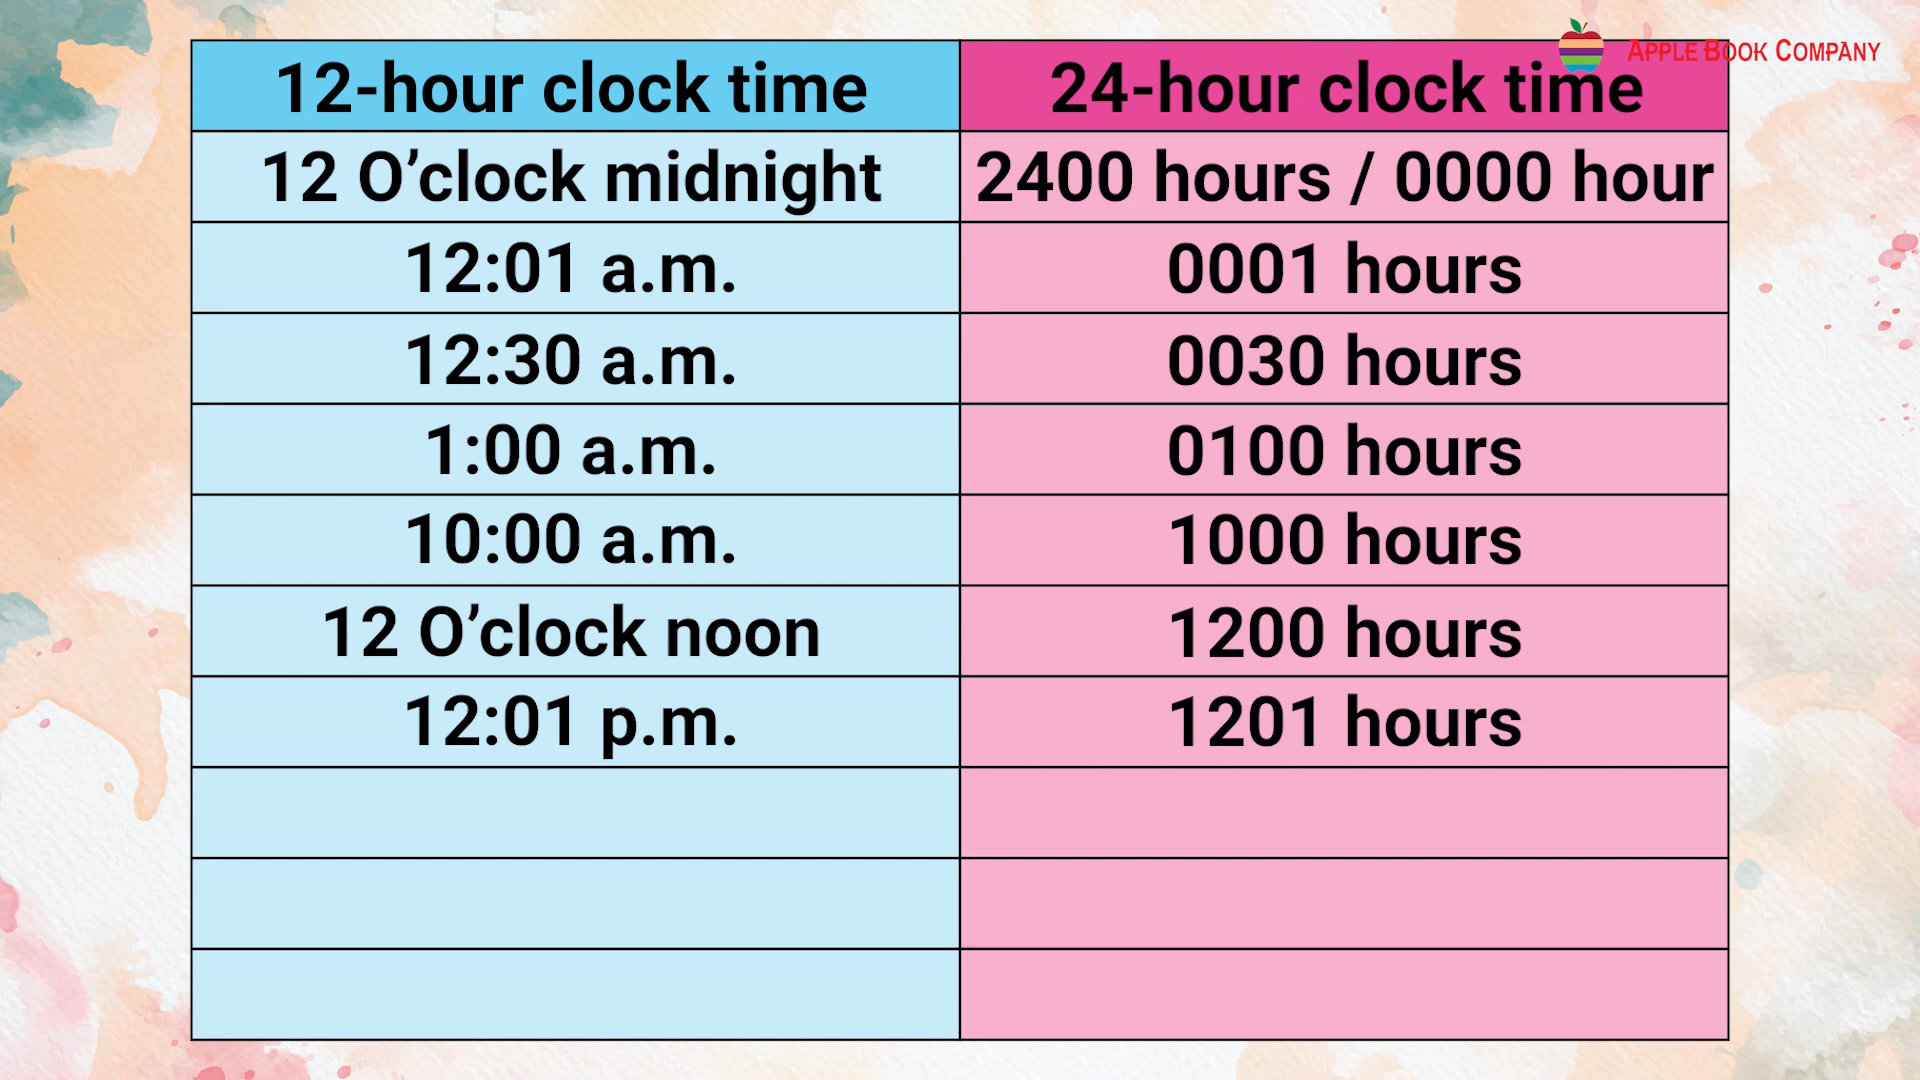 APPLE BOOK COMPANY
12-hour clock time 24-hour clock time
12 O’clock midnight 2400 hours / 0000 hour
12:01 a.m. 0001 hours
12:30 a.m. 0030 hours
1:00 a.m. 0100 hours
10:00 a.m. 1000 hours
12 O’clock noon 1200 hours
12:01 p.m. 1201 hours